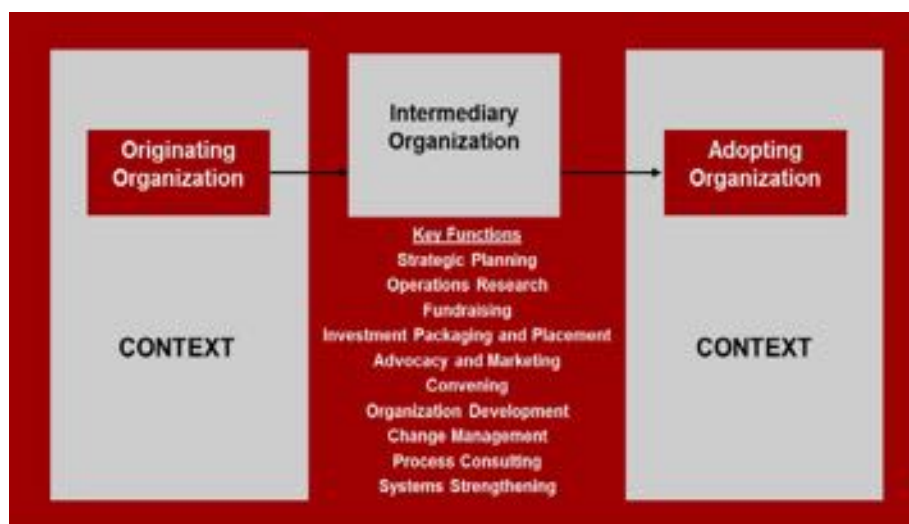 Originating
Organization
CONTEXT
Intermediary
Organization
Key Functions
Strategic Planning
Operations Research
Fundraising
Investment Packaging and Placement
Advocacy and Marketing
Convening
Organization Development
Change Management
Process Consulting
Systems Strengthening
Adopting
Organization
CONTEXT